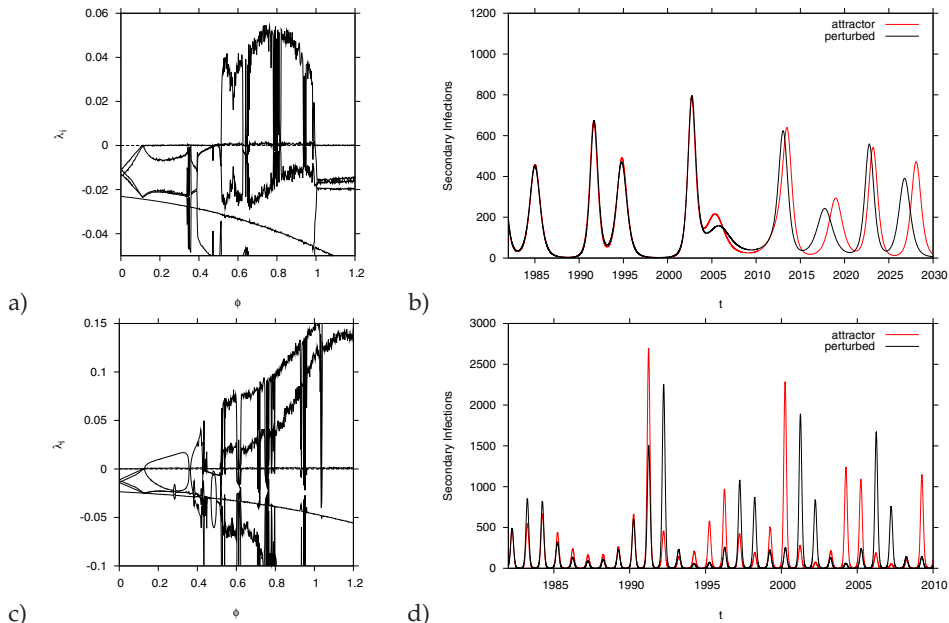 0.06
0.04
0.02
0
-0.02
-0.04
λi
0 0.2 0.4 0.6 0.8 1 1.2
ϕ
a)
1200
1000
800
600
400
200
0
Secondary Infections
attractor
perturbed
1985 1990 1995 2000 2005 2010 2015 2020 2025 2030
t
b)
0.15
0.1
0.05
0
-0.05
-0.1
λi
0 0.2 0.4 0.6 0.8 1 1.2
ϕ
c)
3000
2500
2000
1500
1000
500
0
Secondary Infections
attractor
perturbed
1985 1990 1995 2000 2005 2010
t
d)